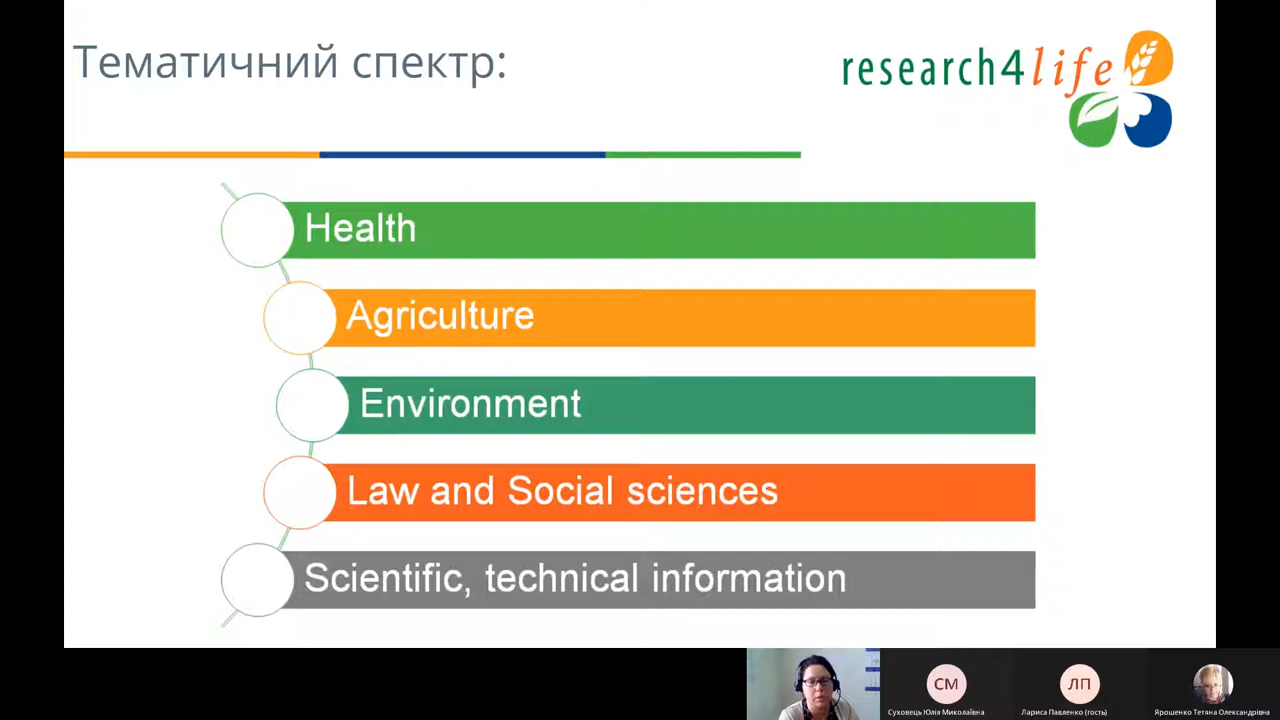 Тематичний спектр:
research4life
Health
Agriculture
Environment
Law and Social sciences
Scientific, technical information
СМ
ЛП
Суховець Юлія Миколаївна
Лариса Павленко (гость)
Ярошенко Тетяна Олександрівна